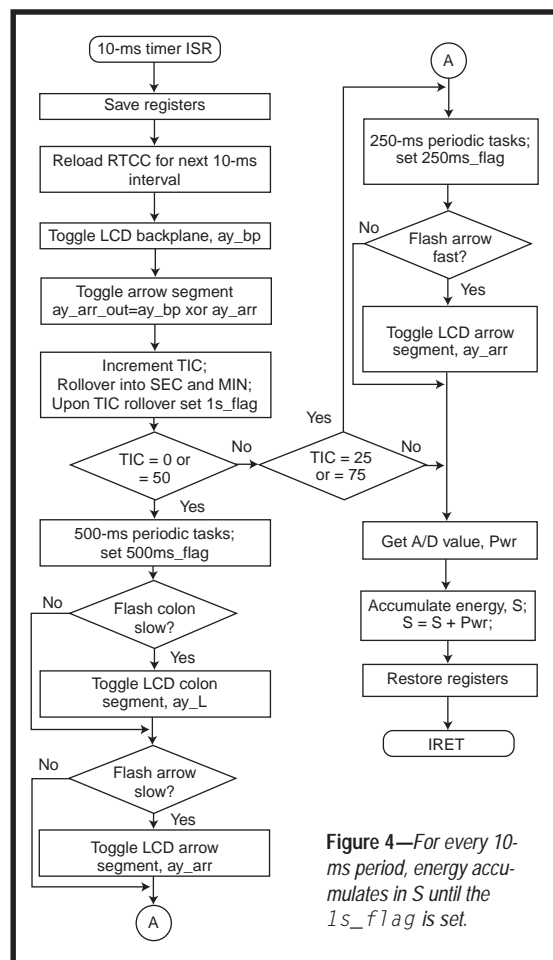 10-ms timer ISR
Save registers
Reload RTCC for next 10-ms
interval
Toggle LCD backplane, ay_bp
Toggle arrow segment
ay_arr_out=ay_bp xor ay_arr
Increment TIC;
Rollover into SEC and MIN;
Upon TIC rollover set 1s_flag
TIC = 0 or
= 50
No
Yes
500-ms periodic tasks;
set 500ms_flag
Flash colon
slow?
No
Yes
Toggle LCD colon
segment, ay_L
Flash arrow
slow?
No
Yes
Toggle LCD arrow
segment, ay_arr
A
TIC = 25
or = 75
Yes
No
A
250-ms periodic tasks;
set 250ms_flag
Flash arrow
fast?
No
Yes
Toggle LCD arrow
segment, ay_arr
Get A/D value, Pwr
Accumulate energy, S;
S = S + Pwr;
Restore registers
IRET
Figure 4—For every 10-
ms period, energy accu-
mulates in S until the
1s_flag is set.